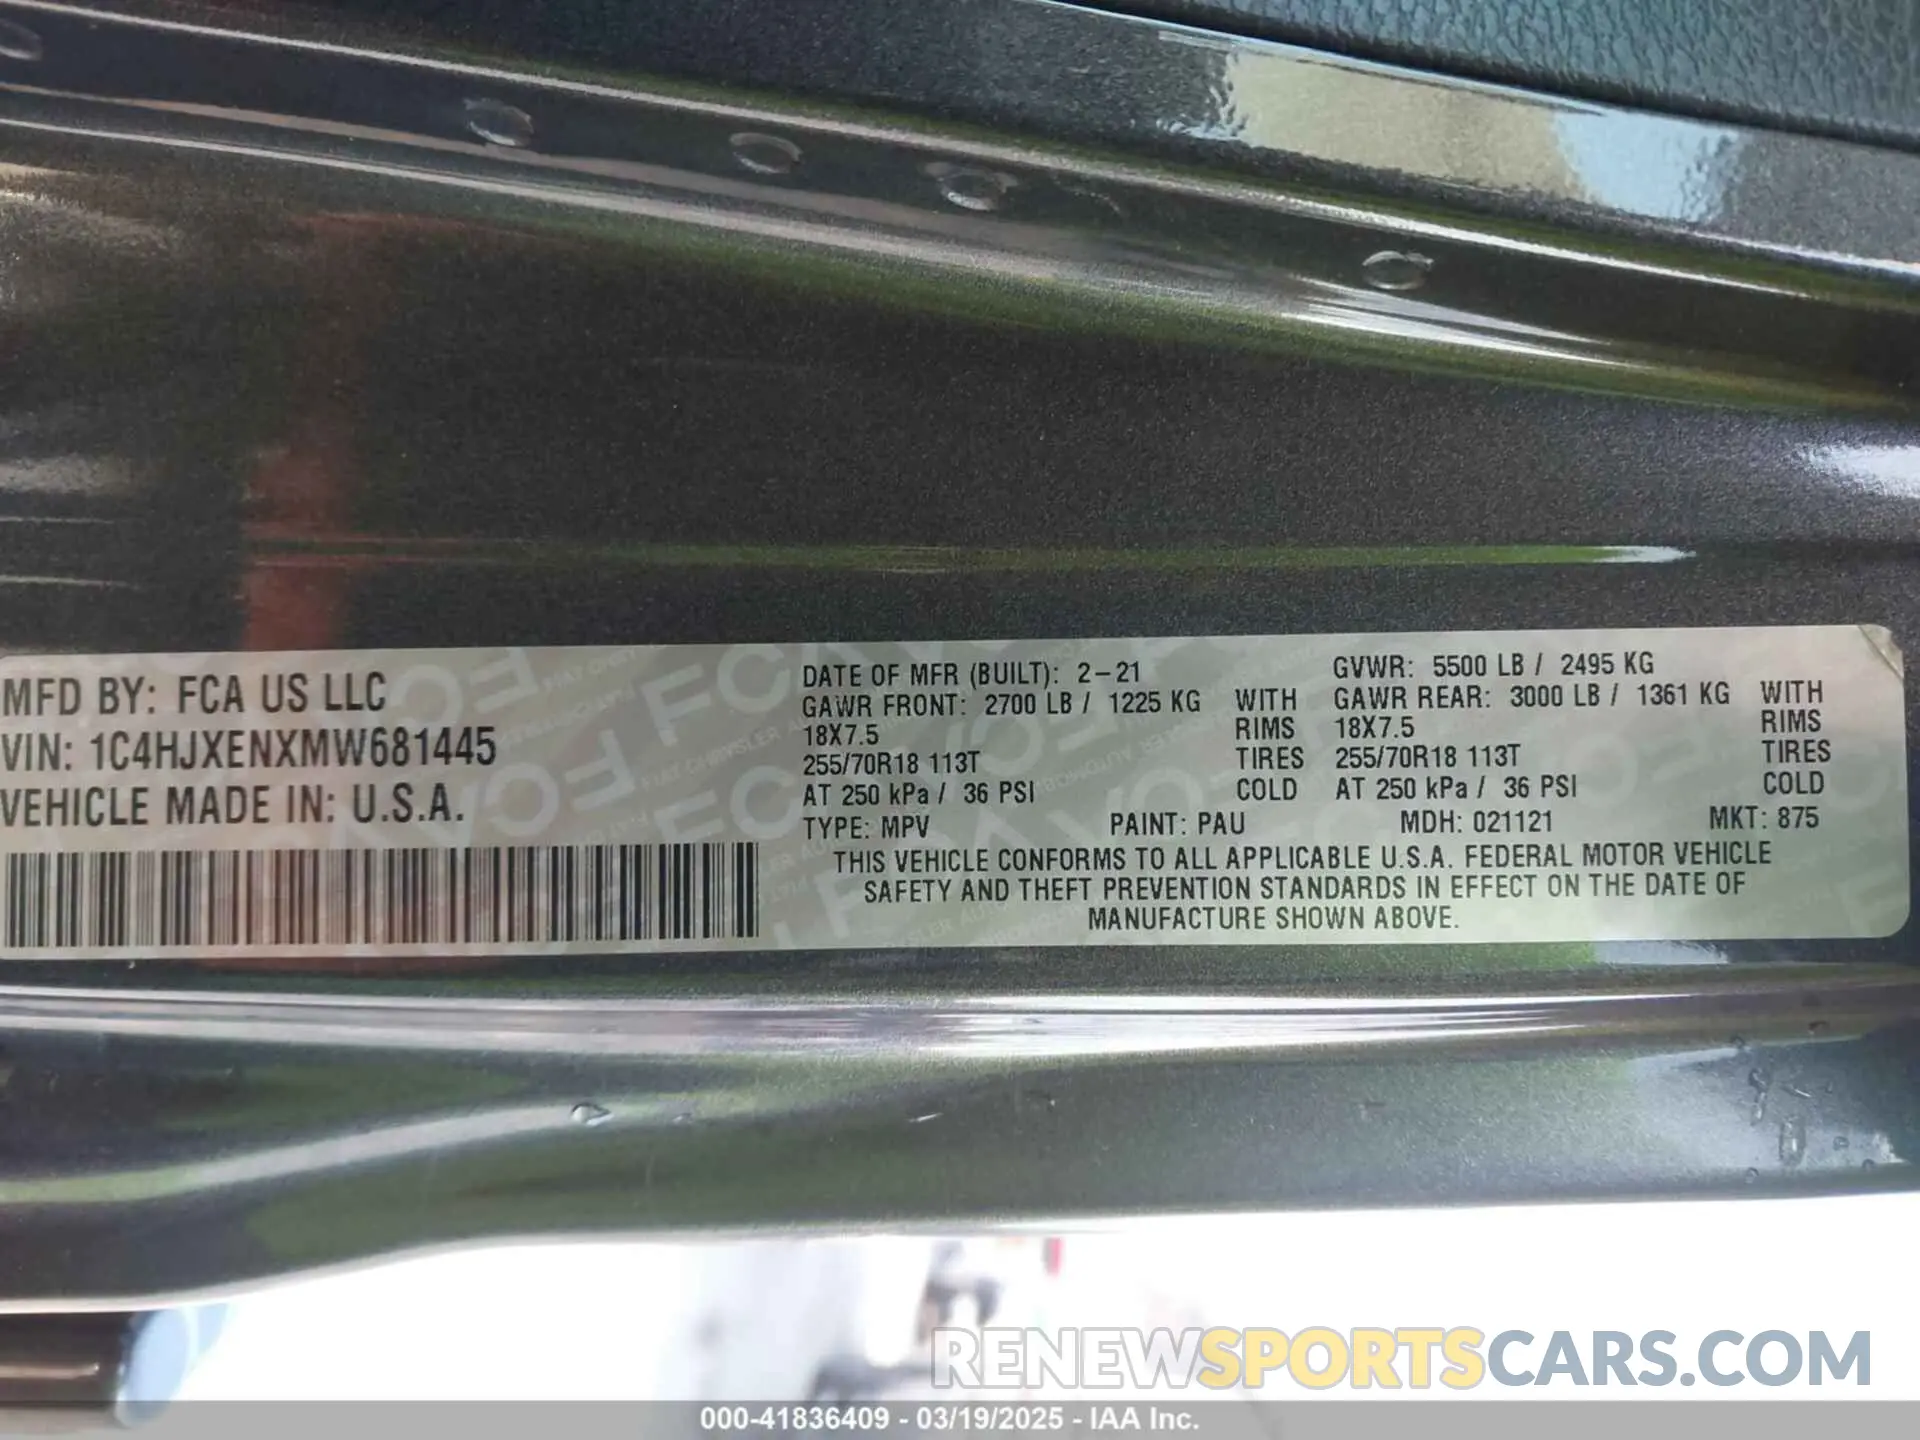 MFD BY: FCA US LLC
VIN: 1C4HJXENXMW681445
VEHICLE MADE IN: U.S.A.
DATE OF MFR (BUILT): 2-21
GAWR FRONT: 2700 LB / 1225 KG WITH
18X7.5 RIMS
255/70R18 113T TIRES
AT 250 kPa / 36 PSI COLD
GVWR: 5500 LB / 2495 KG
GAWR REAR: 3000 LB / 1361 KG WITH
18X7.5 RIMS
255/70R18 113T TIRES
AT 250 kPa / 36 PSI COLD
TYPE: MPV PAINT: PAU MDH: 021121 MKT: 875
THIS VEHICLE CONFORMS TO ALL APPLICABLE U.S.A. FEDERAL MOTOR VEHICLE
SAFETY AND THEFT PREVENTION STANDARDS IN EFFECT ON THE DATE OF
MANUFACTURE SHOWN ABOVE.
RENEWSPORTSCARS.COM
000-41836409 - 03/19/2025 - IAA Inc.